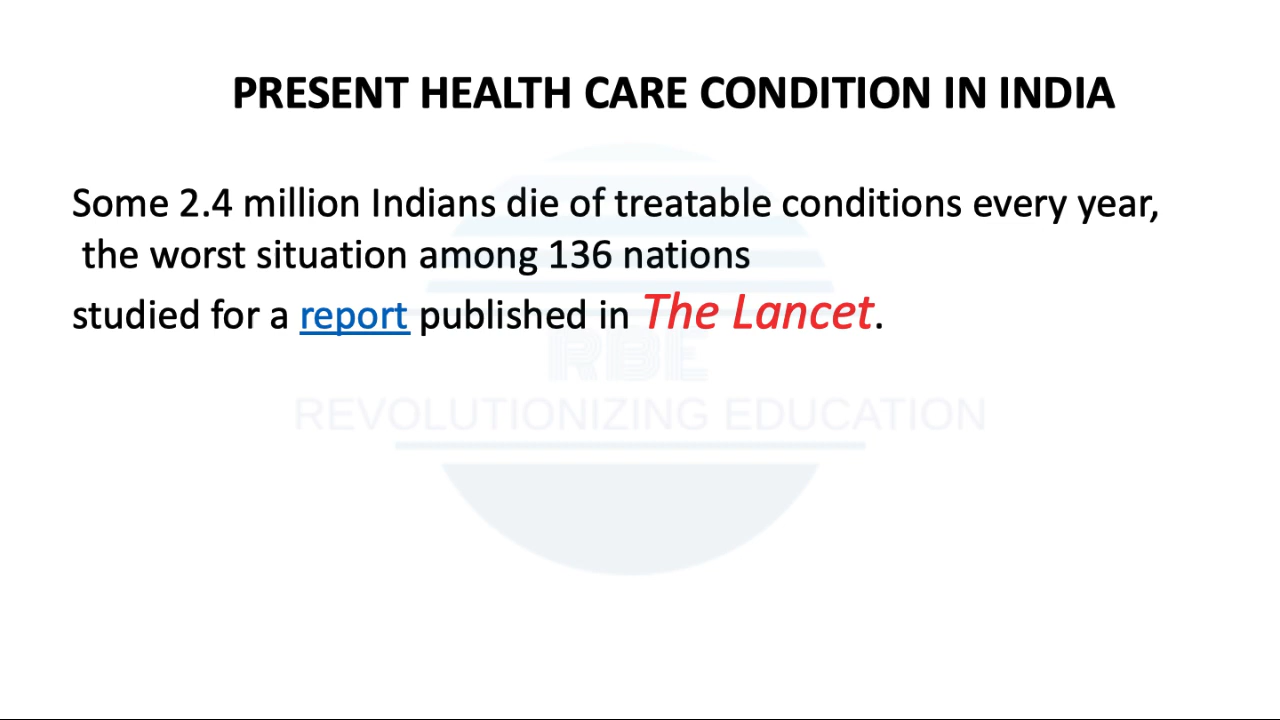 PRESENT HEALTH CARE CONDITION IN INDIA
Some 2.4 million Indians die of treatable conditions every year,
the worst situation among 136 nations
studied for a report published in The Lancet.
RBE
REVOLUTIONIZING EDUCATION